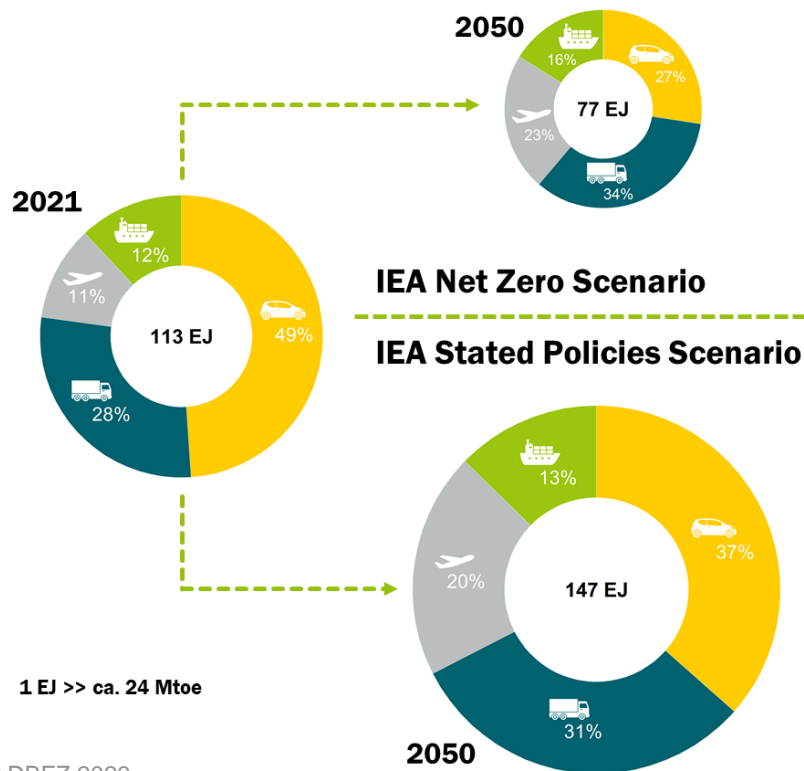 2050
16%
27%
77 EJ
23%
34%
2021
12%
11%
113 EJ
49%
28%
IEA Net Zero Scenario
IEA Stated Policies Scenario
13%
37%
20%
147 EJ
1 EJ >> ca. 24 Mtoe
31%
2050